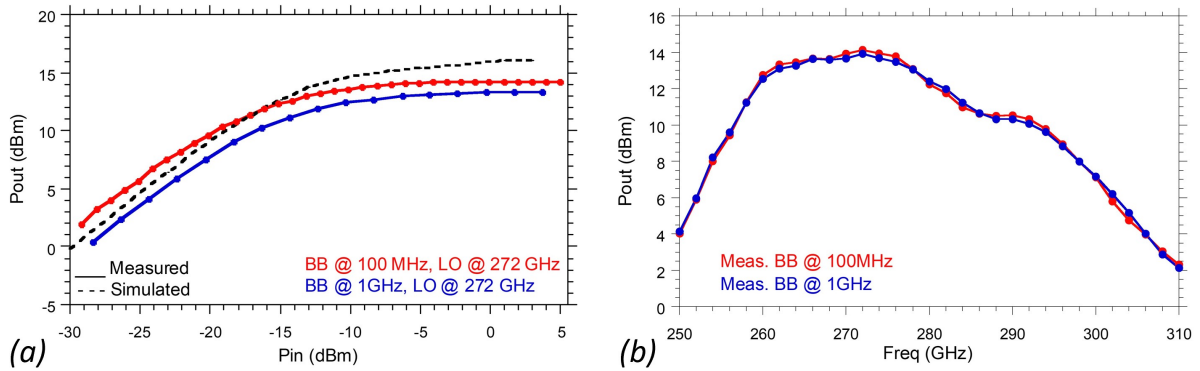 20
15
10
5
0
-5
Pout (dBm)
Measured
Simulated
BB @ 100 MHz, LO @ 272 GHz
BB @ 1GHz, LO @ 272 GHz
-30 -25 -20 -15 -10 -5 0 5
Pin (dBm)
(a)
16
14
12
10
8
6
4
2
0
Pout (dBm)
Meas. BB @ 100MHz
Meas. BB @ 1GHz
250 260 270 280 290 300 310
Freq (GHz)
(b)